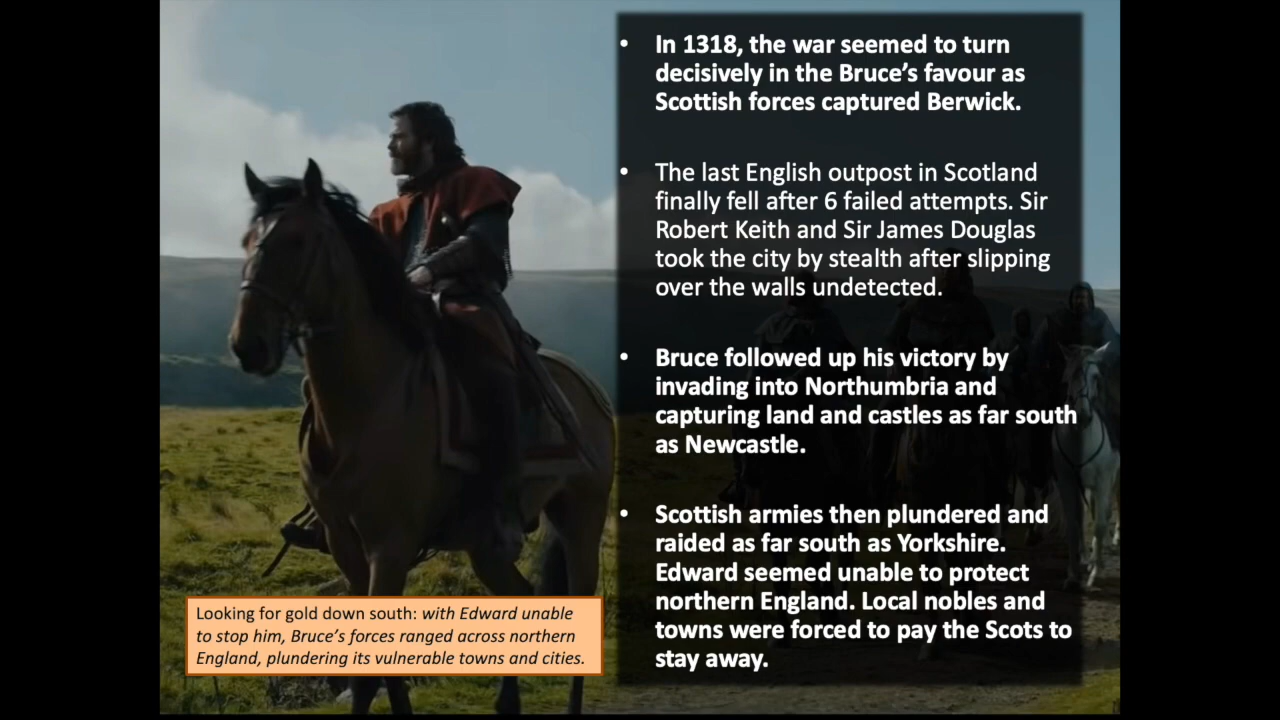 • In 1318, the war seemed to turn
decisively in the Bruce’s favour as
Scottish forces captured Berwick.
• The last English outpost in Scotland
finally fell after 6 failed attempts. Sir
Robert Keith and Sir James Douglas
took the city by stealth after slipping
over the walls undetected.
• Bruce followed up his victory by
invading into Northumbria and
capturing land and castles as far south
as Newcastle.
• Scottish armies then plundered and
raided as far south as Yorkshire.
Edward seemed unable to protect
northern England. Local nobles and
towns were forced to pay the Scots to
stay away.
Looking for gold down south: with Edward unable
to stop him, Bruce’s forces ranged across northern
England, plundering its vulnerable towns and cities.